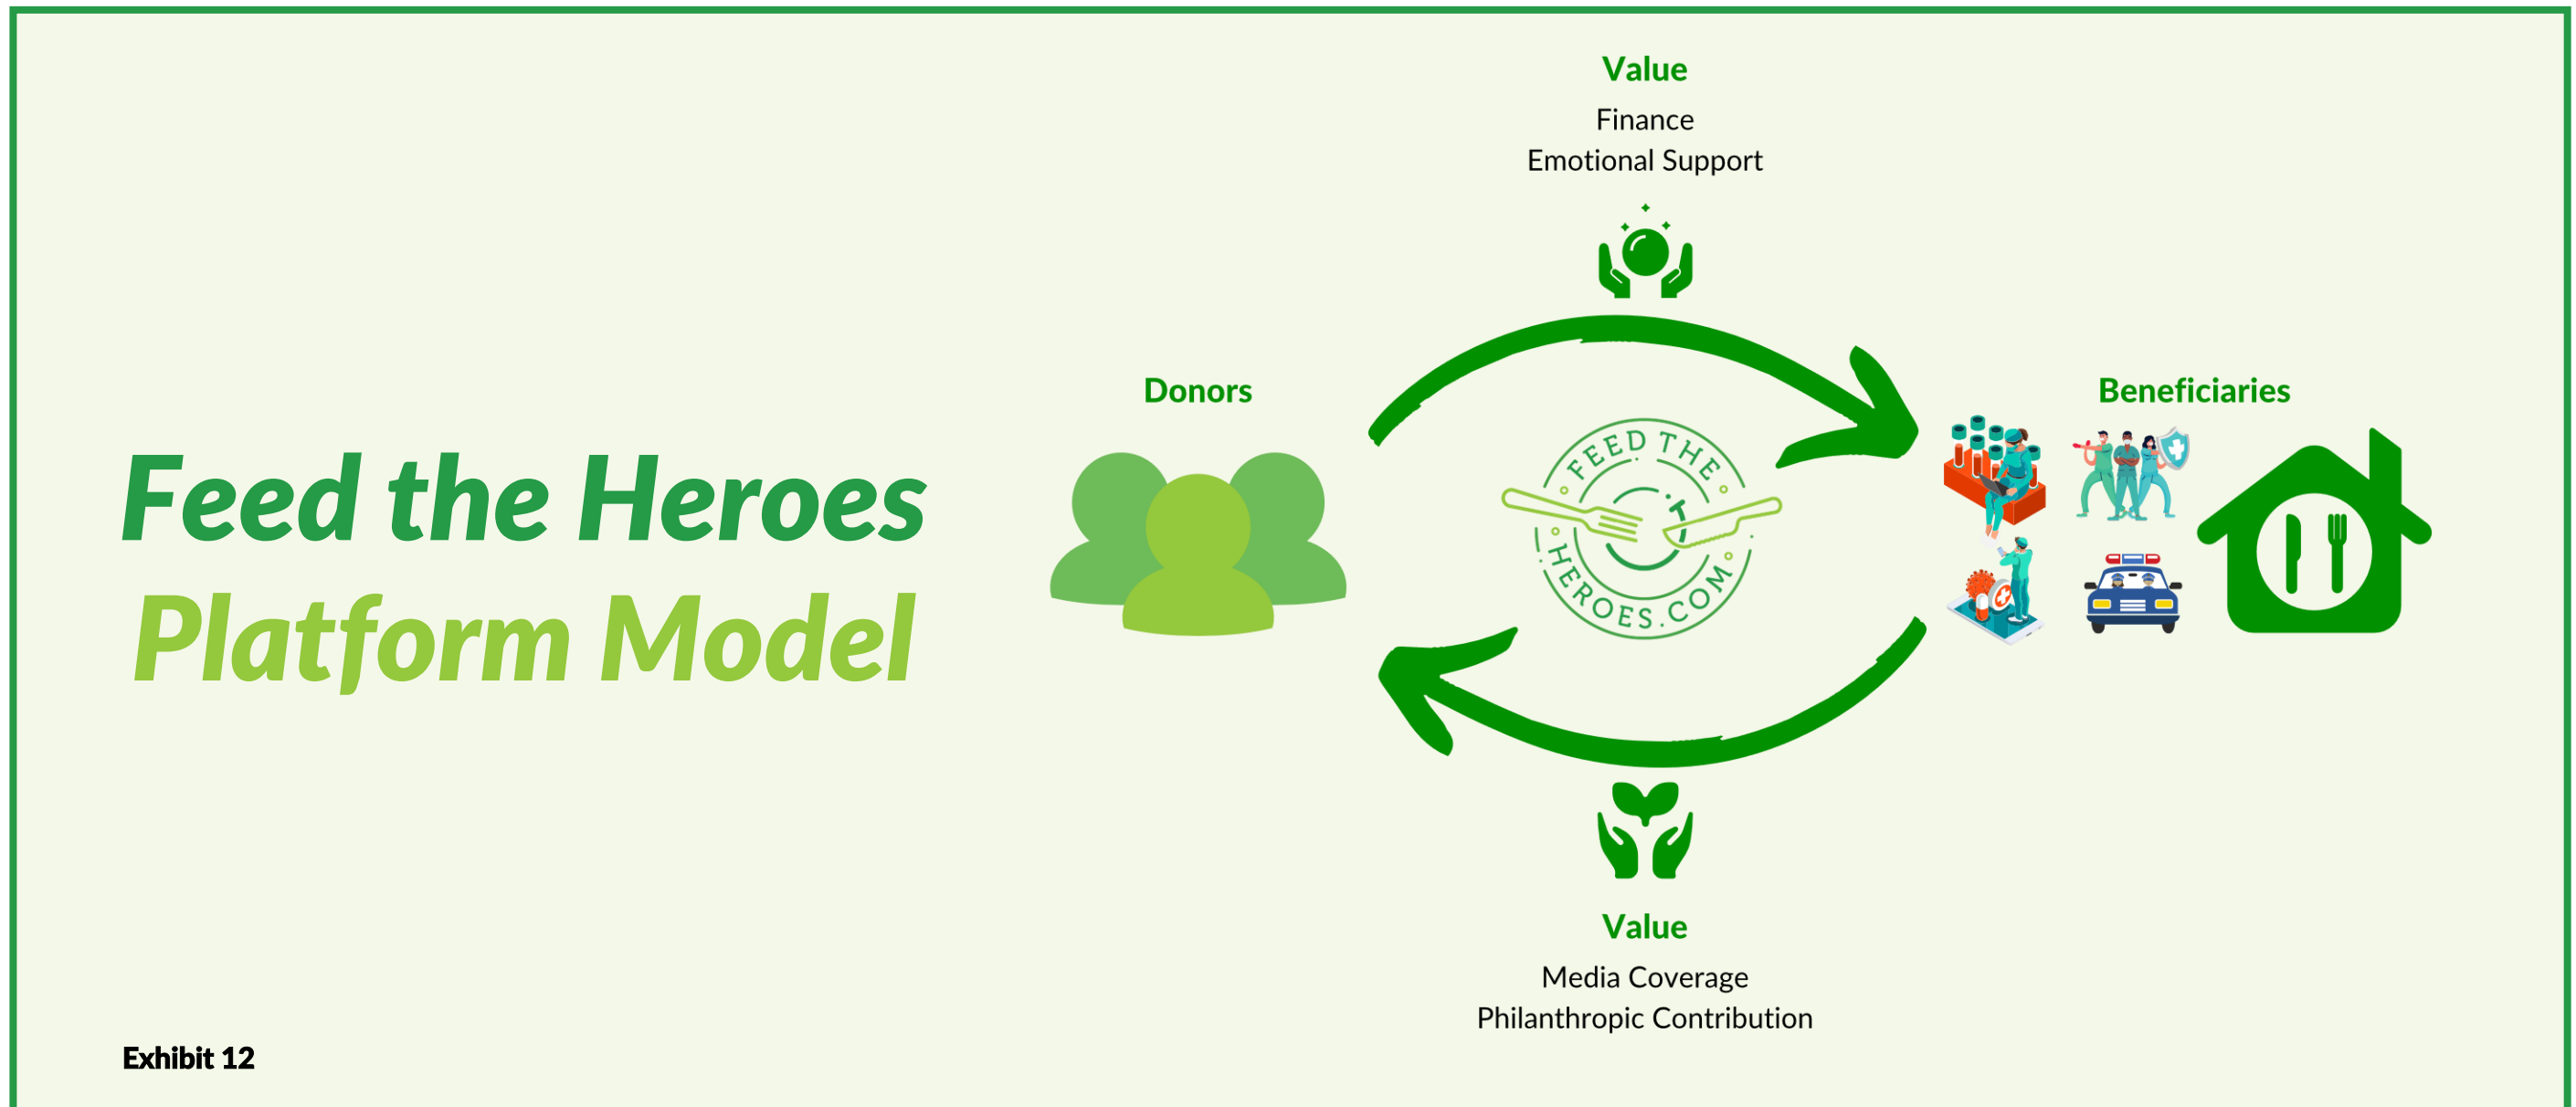 Feed the Heroes
Platform Model
Exhibit 12
Value
Finance
Emotional Support
Donors
FEED THE
HEROES.COM
Beneficiaries
Value
Media Coverage
Philanthropic Contribution